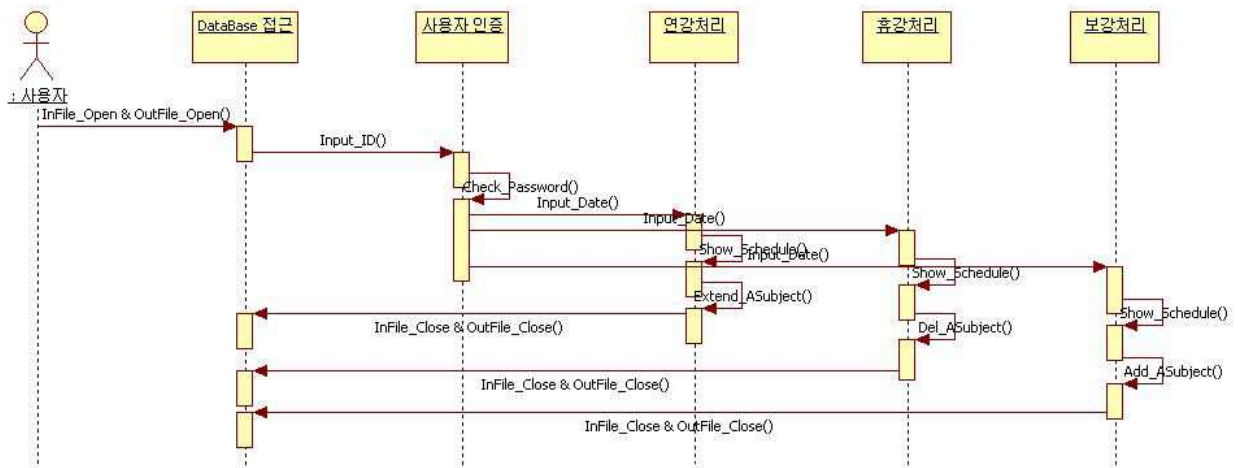 DataBase 접근
사용자 인증
연강처리
휴강처리
보강처리
: 사용자
InFile_Open & OutFile_Open()
Input_ID()
Check_Password()
Input_Date()
Input_Date()
Show_Schedule()
Input_Date()
Show_Schedule()
Extend_ASubject()
Show_Schedule()
InFile_Close & OutFile_Close()
Del_ASubject()
Add_ASubject()
InFile_Close & OutFile_Close()
InFile_Close & OutFile_Close()